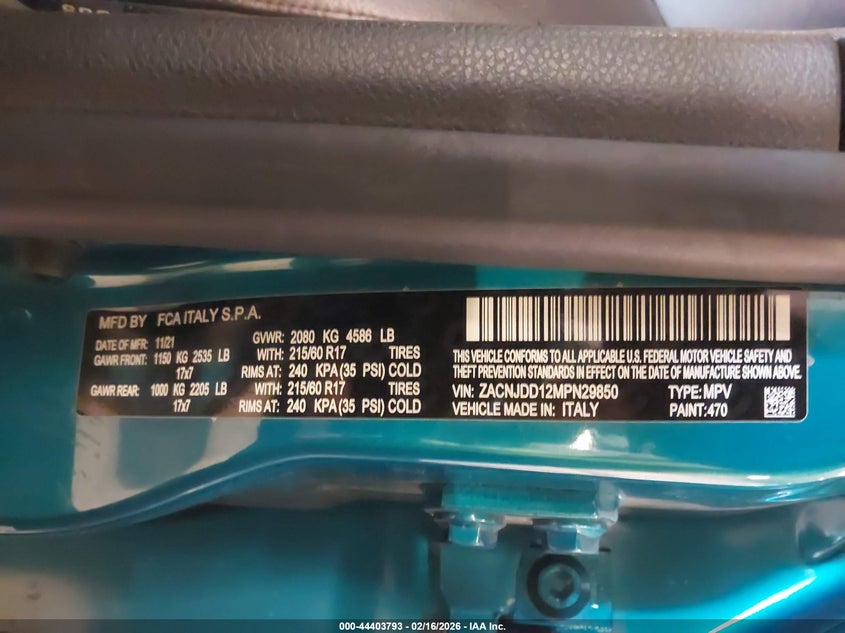 MFD BY FCA ITALY S.P.A.
DATE OF MFR: 11/21 GVWR: 2080 KG 4586 LB
GAWR FRONT: 1150 KG 2535 LB WITH: 215/60 R17 TIRES
17x7 RIMS AT: 240 KPA (35 PSI) COLD
GAWR REAR: 1000 KG 2205 LB WITH: 215/60 R17 TIRES
17x7 RIMS AT: 240 KPA (35 PSI) COLD
THIS VEHICLE CONFORMS TO ALL APPLICABLE U.S. FEDERAL MOTOR VEHICLE SAFETY AND
THEFT PREVENTION STANDARDS IN EFFECT ON THE DATE OF MANUFACTURE SHOWN ABOVE.
VIN: ZACNJDD12MPN29850 TYPE: MPV
VEHICLE MADE IN: ITALY PAINT: 470
000-44403793 - 02/16/2026 - IAA Inc.